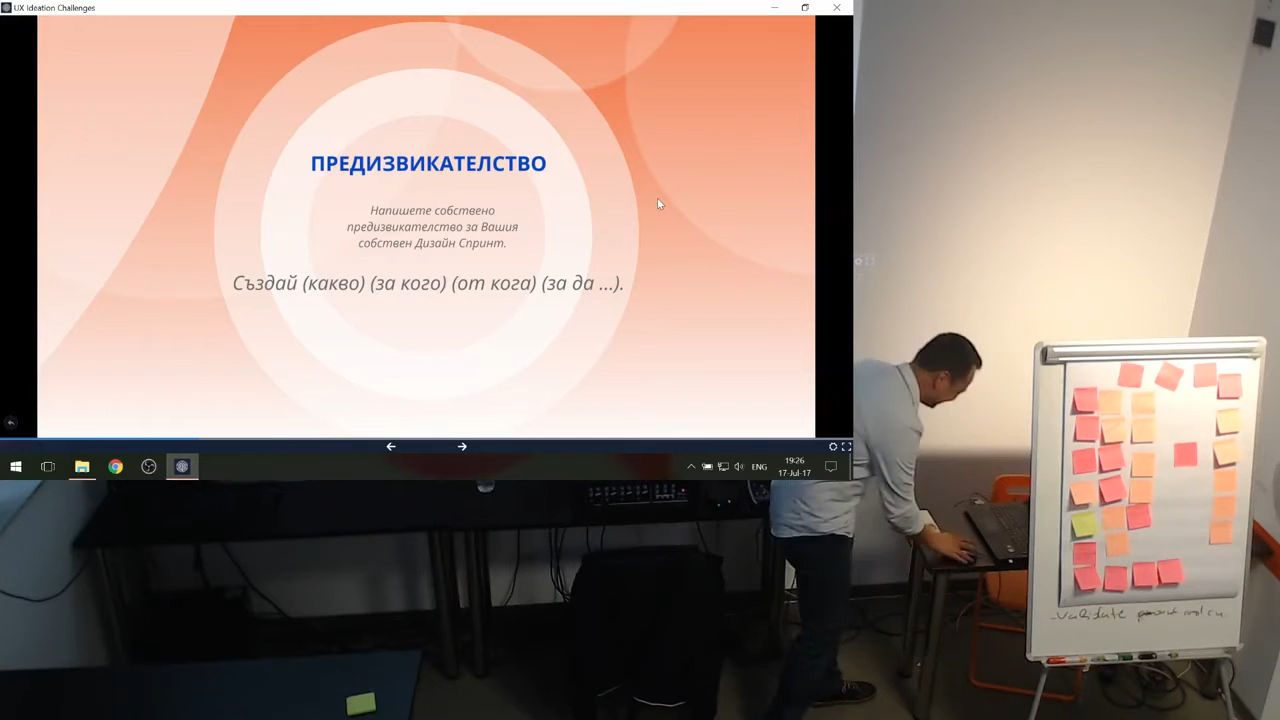 UX Ideation Challenges
ПРЕДИЗВИКАТЕЛСТВО
Напишете собствено
предизвикателство за Вашия
собствен Дизайн Спринт.
Създай (какво) (за кого) (от кога) (за да ...).
ENG
19:26
17-Jul-17
validate